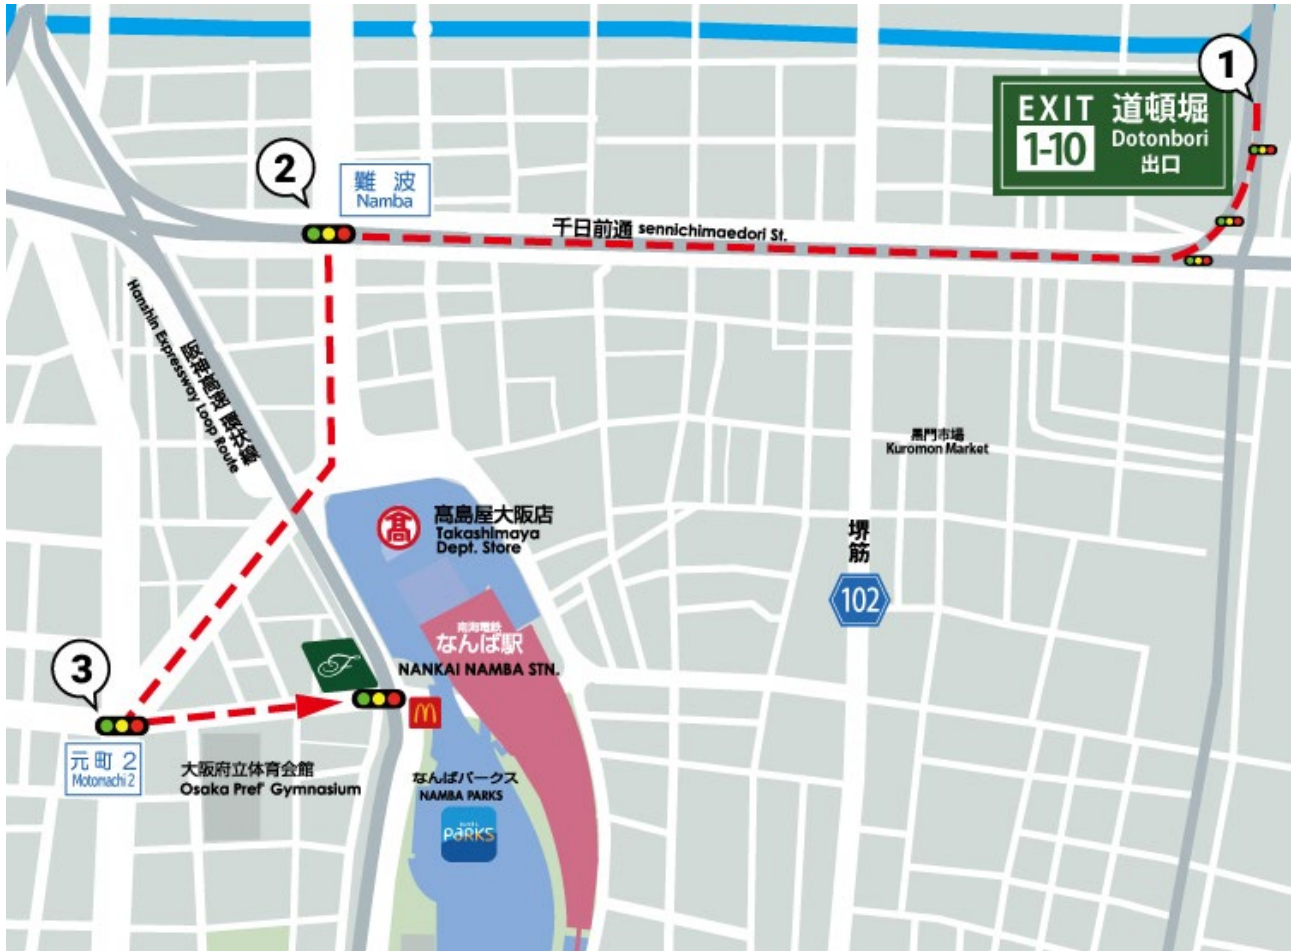 1
EXIT 道頓堀
1-10 Dotonbori
出口
2
難波
Namba
千日前通 sennichimaedori St.
阪神高速 環状線
Hanshin Expressway Loop Route
黒門市場
Kuromon Market
髙
髙島屋大阪店
Takashimaya
Dept. Store
堺筋
102
南海電鉄
なんば駅
NANKAI NAMBA STN.
F
3
元町2
Motomachi 2
大阪府立体育会館
Osaka Pref' Gymnasium
なんばパークス
NAMBA PARKS
PARKS